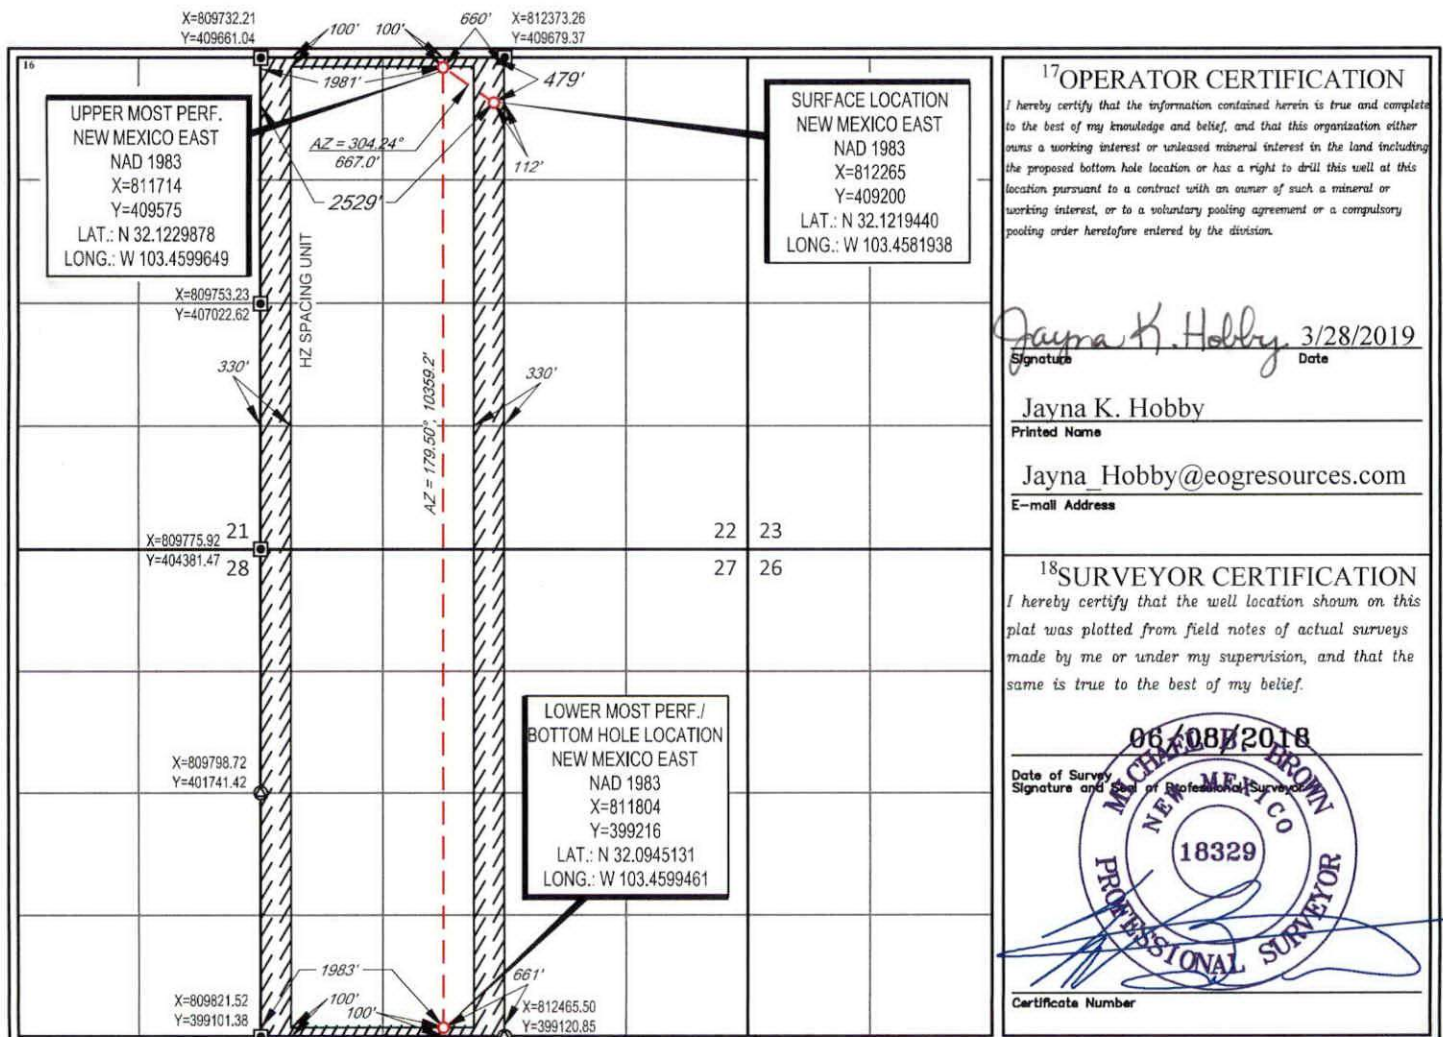 X=809732.21
Y=409661.04
100'
100'
660'
X=812373.26
Y=409679.37
16
1981'
479'
UPPER MOST PERF.
NEW MEXICO EAST
NAD 1983
X=811714
Y=409575
LAT.: N 32.1229878
LONG.: W 103.4599649
AZ = 304.24°
667.0'
2529'
112'
SURFACE LOCATION
NEW MEXICO EAST
NAD 1983
X=812265
Y=409200
LAT.: N 32.1219440
LONG.: W 103.4581938
HZ SPACING UNIT
X=809753.23
Y=407022.62
330'
330'
AZ = 179.50°, 10359.2'
X=809775.92
Y=404381.47
21
28
22
23
27
26
X=809798.72
Y=401741.42
LOWER MOST PERF./
BOTTOM HOLE LOCATION
NEW MEXICO EAST
NAD 1983
X=811804
Y=399216
LAT.: N 32.0945131
LONG.: W 103.4599461
1983'
661'
100'
100'
X=809821.52
Y=399101.38
X=812465.50
Y=399120.85
17OPERATOR CERTIFICATION
I hereby certify that the information contained herein is true and complete
to the best of my knowledge and belief, and that this organization either
owns a working interest or unleased mineral interest in the land including
the proposed bottom hole location or has a right to drill this well at this
location pursuant to a contract with an owner of such a mineral or
working interest, or to a voluntary pooling agreement or a compulsory
pooling order heretofore entered by the division.
Jayna K. Hobby 3/28/2019
Signature Date
Jayna K. Hobby
Printed Name
Jayna_Hobby@eogresources.com
E-mail Address
18SURVEYOR CERTIFICATION
I hereby certify that the well location shown on this
plat was plotted from field notes of actual surveys
made by me or under my supervision, and that the
same is true to the best of my belief.
06/08/2018
Date of Survey
Signature and Seal of Professional Surveyor
MICHAEL B. BROWN
NEW MEXICO
18329
PROFESSIONAL SURVEYOR
Certificate Number